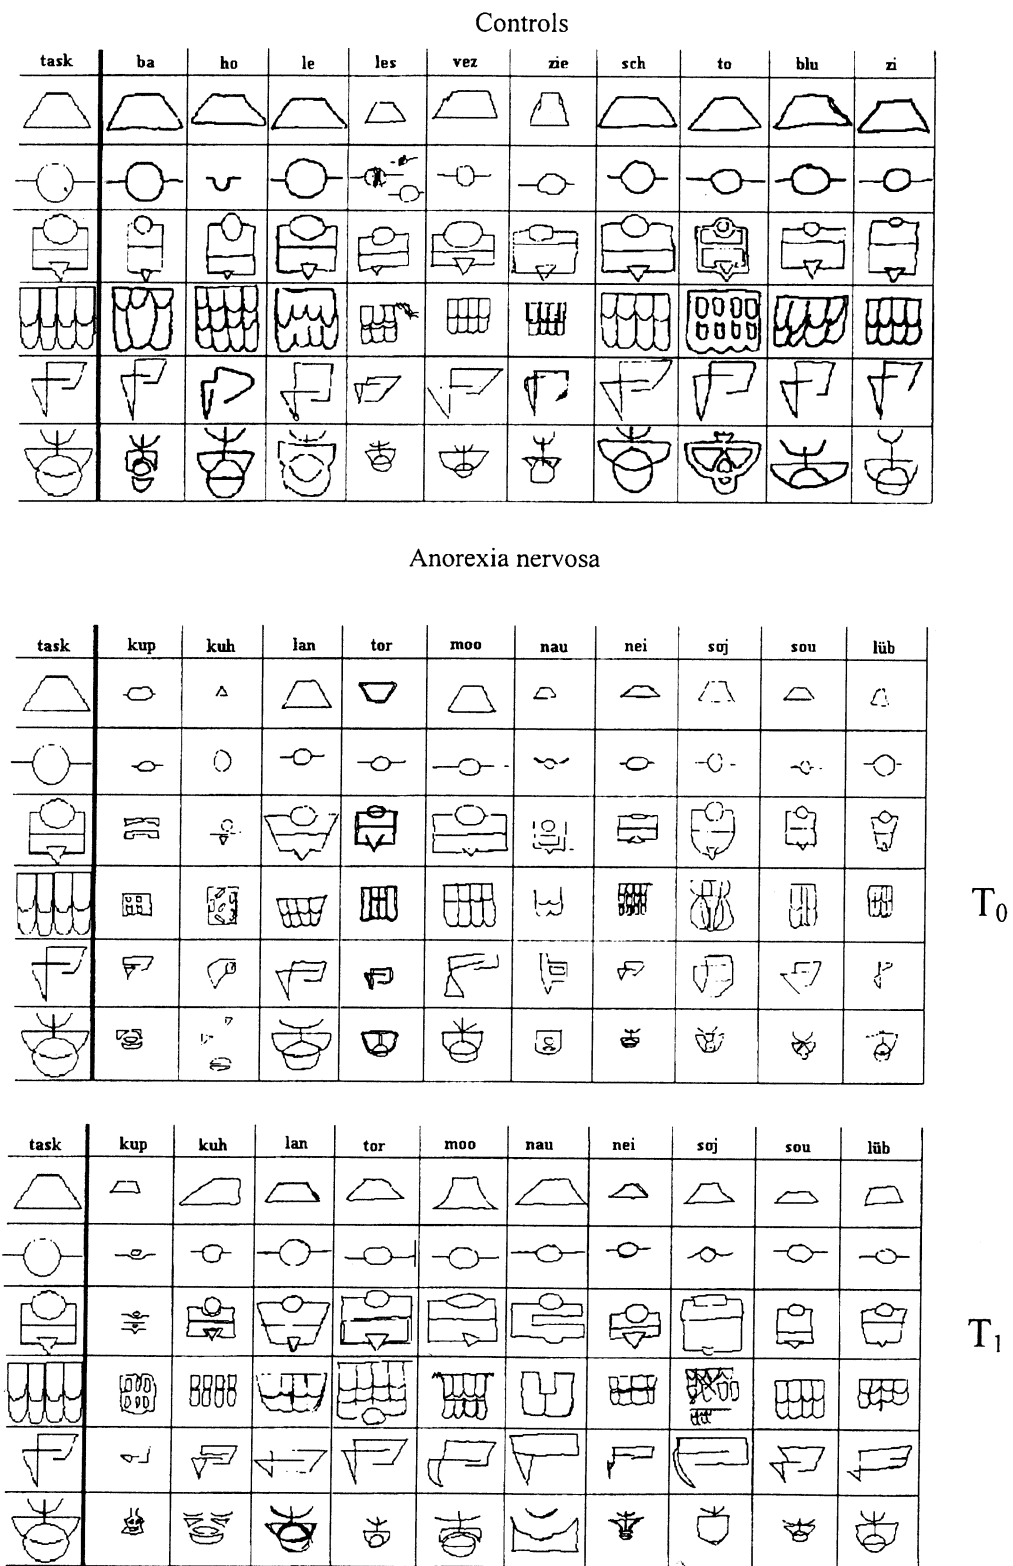 Controls
task ba ho le les vez zie sch to blu zi
Anorexia nervosa
task kup kuh lan tor moo nau nei soj sou lüb
T0
task kup kuh lan tor moo nau nei soj sou lüb
T1